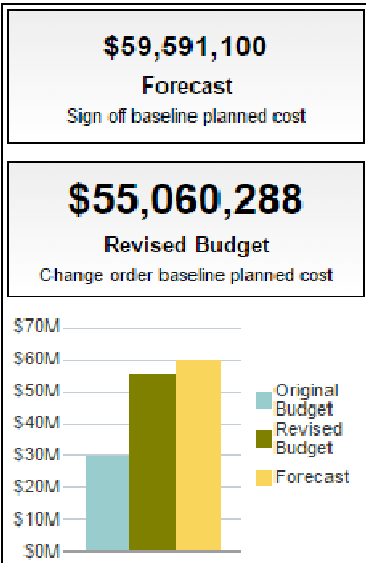 $59,591,100
Forecast
Sign off baseline planned cost
$55,060,288
Revised Budget
Change order baseline planned cost
$70M
$60M
$50M
$40M
$30M
$20M
$10M
$0M
Original
Budget
Revised
Budget
Forecast